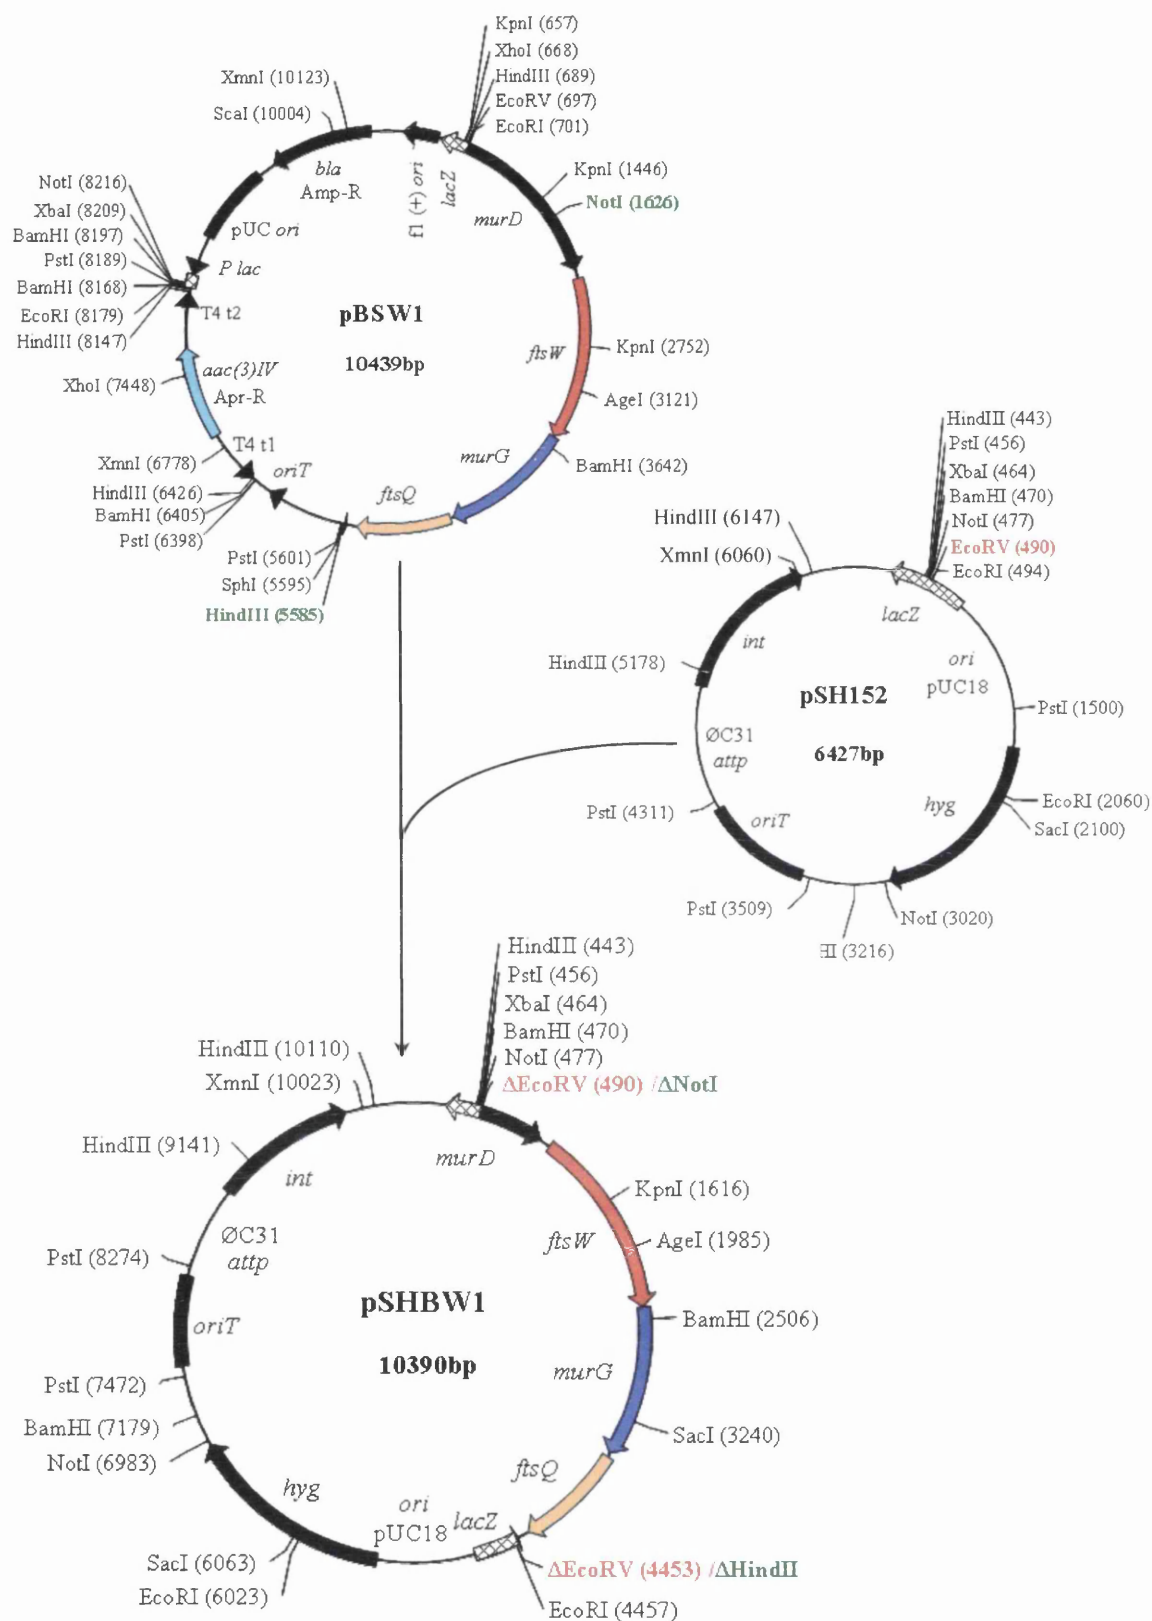 KpnI (657)
XhoI (668)
HindIII (689)
EcoRV (697)
EcoRI (701)
XmnI (10123)
ScaI (10004)
bla
Amp-R
f1 (+) ori
lacZ
KpnI (1446)
NotI (1626)
murD
NotI (8216)
XbaI (8209)
BamHI (8197)
PstI (8189)
BamHI (8168)
EcoRI (8179)
HindIII (8147)
pUC ori
P lac
T4 t2
pBSW1
10439bp
ftsW
KpnI (2752)
AgeI (3121)
XhoI (7448)
aac(3)IV
Apr-R
T4 t1
XmnI (6778)
HindIII (6426)
BamHI (6405)
PstI (6398)
oriT
ftsQ
murG
BamHI (3642)
PstI (5601)
SphI (5595)
HindIII (5585)
HindIII (443)
PstI (456)
XbaI (464)
BamHI (470)
NotI (477)
EcoRV (490)
EcoRI (494)
HindIII (6147)
XmnI (6060)
lacZ
int
HindIII (5178)
ori
pUC18
pSH152
6427bp
PstI (1500)
ØC31
attp
hyg
EcoRI (2060)
SacI (2100)
PstI (4311)
oriT
PstI (3509)
NotI (3020)
HI (3216)
HindIII (443)
PstI (456)
XbaI (464)
BamHI (470)
NotI (477)
ΔEcoRV (490) /ΔNotI
HindIII (10110)
XmnI (10023)
HindIII (9141)
int
murD
KpnI (1616)
ftsW
AgeI (1985)
ØC31
attp
PstI (8274)
pSHBW1
10390bp
BamHI (2506)
oriT
murG
PstI (7472)
BamHI (7179)
NotI (6983)
SacI (3240)
ftsQ
hyg
ori
pUC18
lacZ
SacI (6063)
EcoRI (6023)
ΔEcoRV (4453) /ΔHindII
EcoRI (4457)